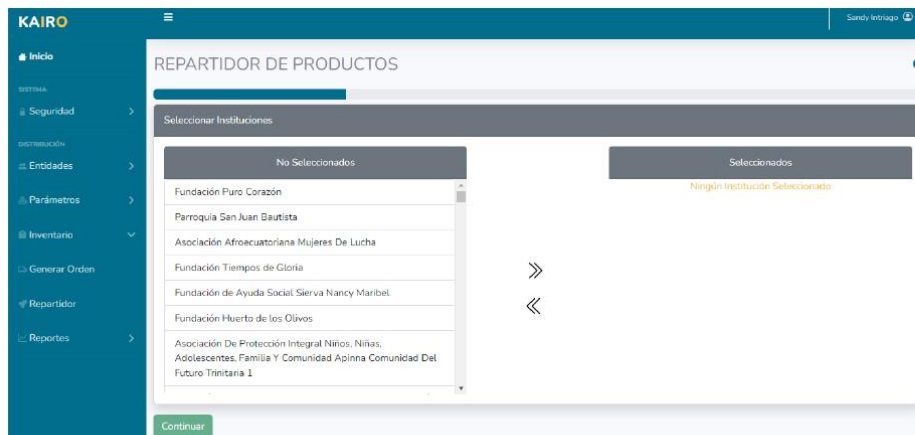 KAIRO
Sandy Intriago
Inicio
SISTEMA
Seguridad
DISTRIBUCIÓN
Entidades
Parámetros
Inventario
Generar Orden
Repartidor
Reportes
REPARTIDOR DE PRODUCTOS
Seleccionar Instituciones
No Seleccionados
Fundación Puro Corazón
Parroquia San Juan Bautista
Asociación Afroecuatoriana Mujeres De Lucha
Fundación Tiempos de Gloria
Fundación de Ayuda Social Sierva Nancy Maribel
Fundación Huerto de los Olivos
Asociación De Protección Integral Niños, Niñas,
Adolescentes, Familia Y Comunidad Apinna Comunidad Del
Futuro Trinitaria 1
Seleccionados
Ningún Institución Seleccionado
Continuar